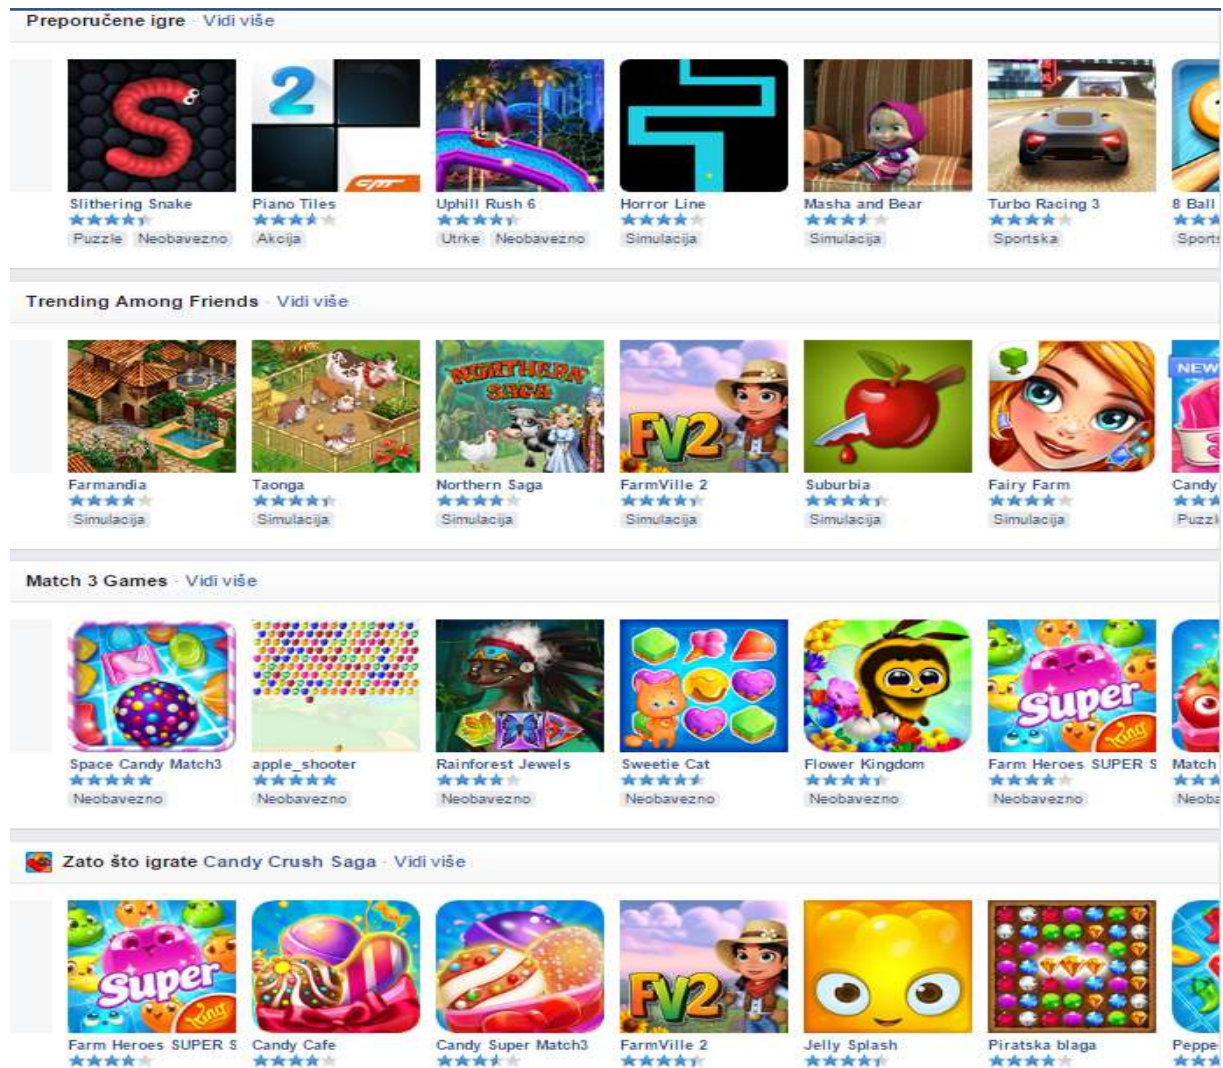 Preporučene igre · Vidi više
2
Slithering Snake Piano Tiles Uphill Rush 6 Horror Line Masha and Bear Turbo Racing 3 8 Ball
Puzzle Neobavezno Akcija Utrke Neobavezno Simulacija Simulacija Sportska Sports
Trending Among Friends · Vidi više
NORTHERN SAGA FV2 NEW
Farmandia Taonga Northern Saga FarmVille 2 Suburbia Fairy Farm Candy
Simulacija Simulacija Simulacija Simulacija Simulacija Simulacija Puzzl
Match 3 Games · Vidi više
Super King
Space Candy Match3 apple_shooter Rainforest Jewels Sweetie Cat Flower Kingdom Farm Heroes SUPER S Match
Neobavezno Neobavezno Neobavezno Neobavezno Neobavezno Neobavezno Neoba
Zato što igrate Candy Crush Saga · Vidi više
Super King FV2
Farm Heroes SUPER S Candy Cafe Candy Super Match3 FarmVille 2 Jelly Splash Piratska blaga Peppe